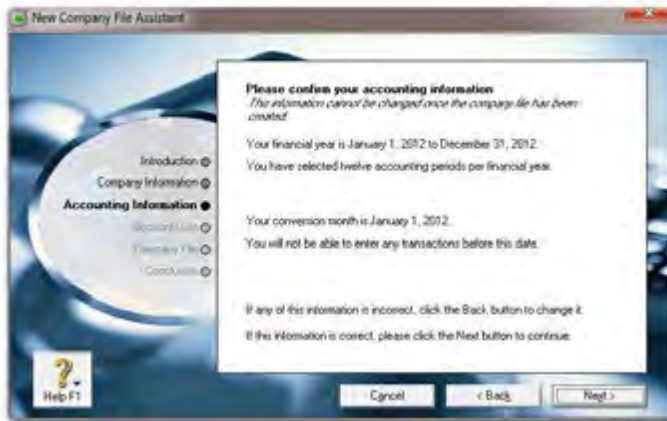 New Company File Assistant
Please confirm your accounting information
This information cannot be changed once the company file has been
created
Your financial year is January 1, 2012 to December 31, 2012.
You have selected twelve accounting periods per financial year.
Introduction
Company Information
Accounting Information
Accounts List
Company File
Conclusion
Your conversion month is January 1, 2012.
You will not be able to enter any transactions before this date.
If any of this information is incorrect, click the Back button to change it.
If this information is correct, please click the Next button to continue.
?
Help F1
Cancel
< Back
Next >